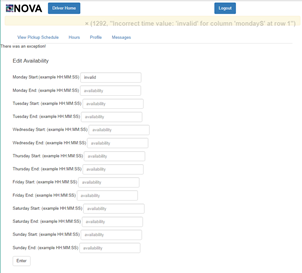 NOVA Driver Home Logout
× (1292, "Incorrect time value: 'invalid' for column 'mondayS' at row 1")
View Pickup Schedule Hours Profile Messages
There was an exception!
Edit Availability
Monday Start (example HH:MM:SS) invalid
Monday End: (example HH:MM:SS) availability
Tuesday Start: (example HH:MM:SS) availability
Tuesday End: (example HH:MM:SS) availability
Wednesday Start: (example HH:MM:SS) availability
Wednesday End: (example HH:MM:SS) availability
Thursday Start: (example HH:MM:SS) availability
Thursday End: (example HH:MM:SS) availability
Friday Start: (example HH:MM:SS) availability
Friday End: (example HH:MM:SS) availability
Saturday Start: (example HH:MM:SS) availability
Saturday End: (example HH:MM:SS) availability
Sunday Start: (example HH:MM:SS) availability
Sunday End: (example HH:MM:SS) availability
Enter